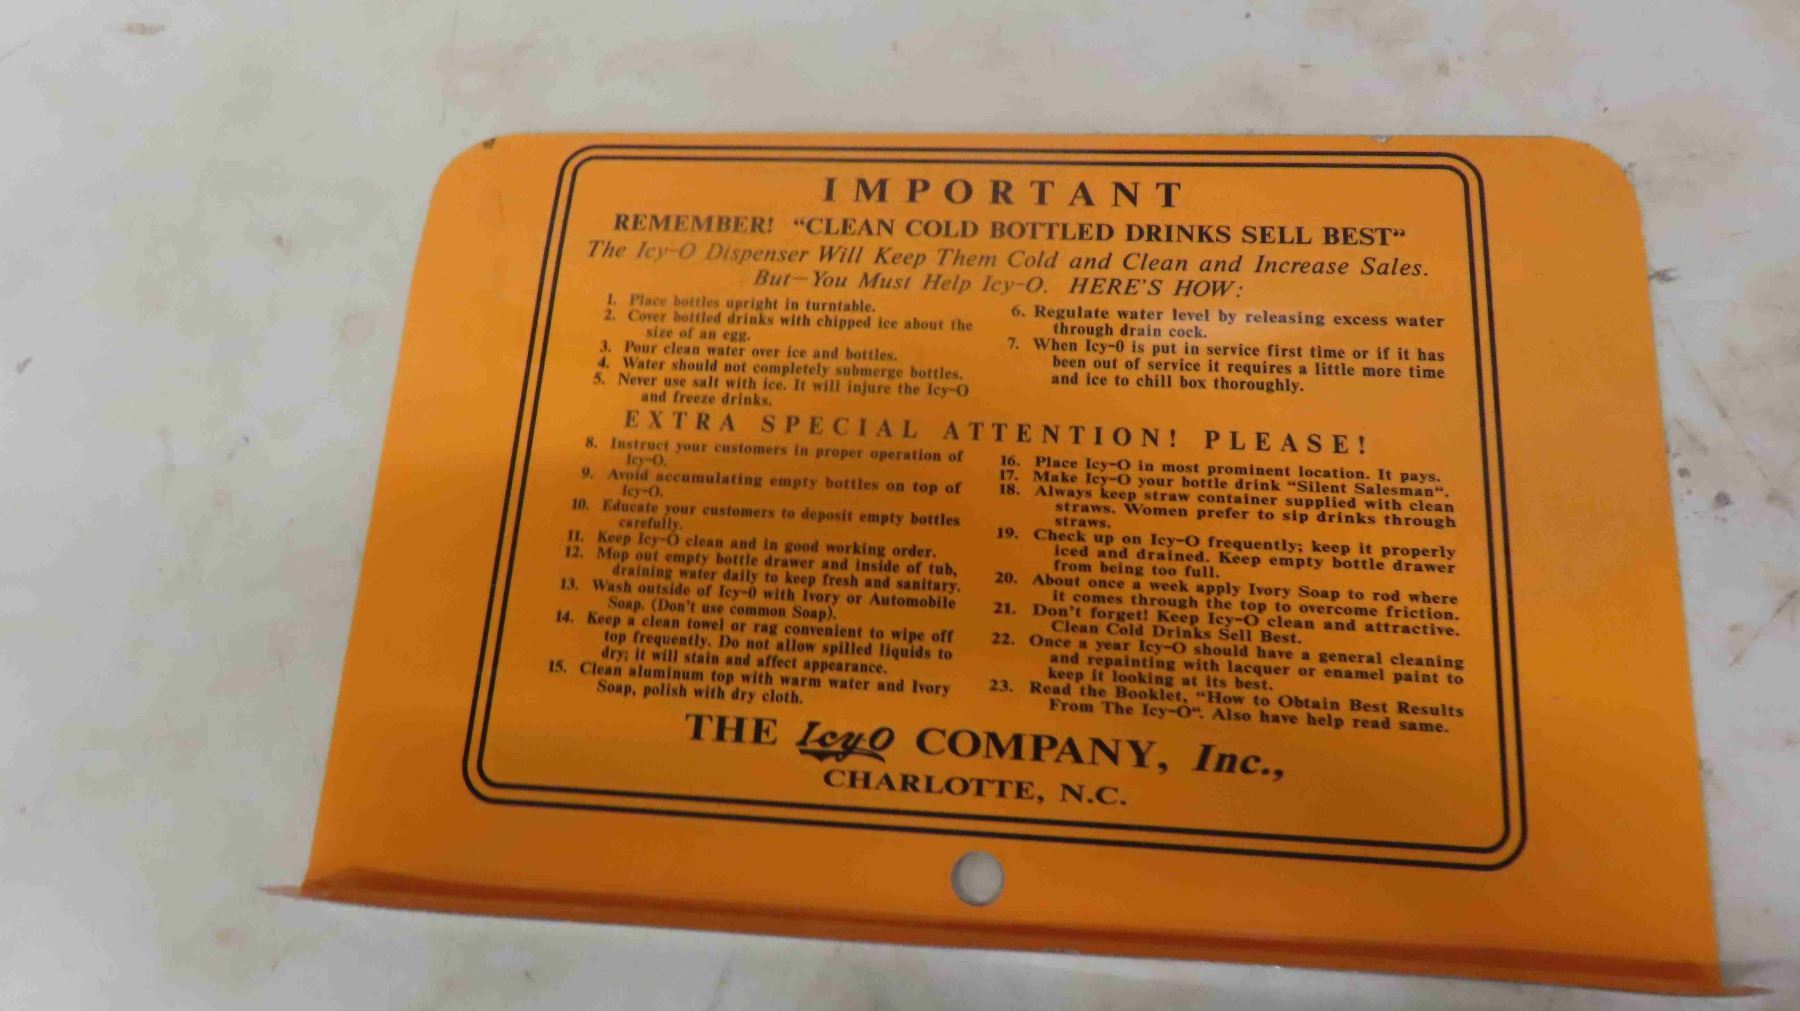 IMPORTANT
REMEMBER! “CLEAN COLD BOTTLED DRINKS SELL BEST”
The Icy-O Dispenser Will Keep Them Cold and Clean and Increase Sales.
But—You Must Help Icy-O. HERE'S HOW:
1. Place bottles upright in turntable.
2. Cover bottled drinks with chipped ice about the
size of an egg.
3. Pour clean water over ice and bottles.
4. Water should not completely submerge bottles.
5. Never use salt with ice. It will injure the Icy-O
and freeze drinks.
6. Regulate water level by releasing excess water
through drain cock.
7. When Icy-0 is put in service first time or if it has
been out of service it requires a little more time
and ice to chill box thoroughly.
EXTRA SPECIAL ATTENTION! PLEASE!
8. Instruct your customers in proper operation of
Icy-O.
9. Avoid accumulating empty bottles on top of
Icy-O.
10. Educate your customers to deposit empty bottles
carefully.
11. Keep Icy-O clean and in good working order.
12. Mop out empty bottle drawer and inside of tub,
draining water daily to keep fresh and sanitary.
13. Wash outside of Icy-0 with Ivory or Automobile
Soap. (Don't use common Soap).
14. Keep a clean towel or rag convenient to wipe off
top frequently. Do not allow spilled liquids to
dry; it will stain and affect appearance.
15. Clean aluminum top with warm water and Ivory
Soap, polish with dry cloth.
16. Place Icy-O in most prominent location. It pays.
17. Make Icy-O your bottle drink “Silent Salesman“.
18. Always keep straw container supplied with clean
straws. Women prefer to sip drinks through
straws.
19. Check up on Icy-O frequently; keep it properly
iced and drained. Keep empty bottle drawer
from being too full.
20. About once a week apply Ivory Soap to rod where
it comes through the top to overcome friction.
21. Don't forget! Keep Icy-O clean and attractive.
Clean Cold Drinks Sell Best.
22. Once a year Icy-O should have a general cleaning
and repainting with lacquer or enamel paint to
keep it looking at its best.
23. Read the Booklet, “How to Obtain Best Results
From The Icy-O“. Also have help read same.
THE Icy-O COMPANY, Inc.,
CHARLOTTE, N.C.